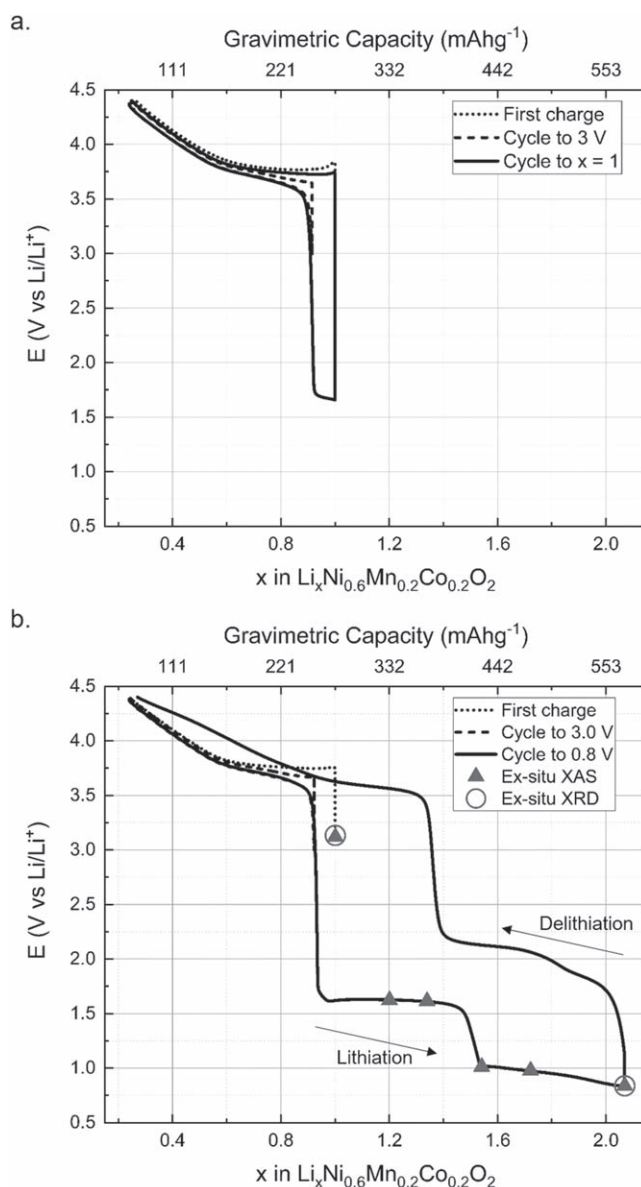 a.
Gravimetric Capacity (mAhg⁻¹)
111 221 332 442 553
4.5
4.0
3.5
3.0
2.5
2.0
1.5
1.0
0.5
E (V vs Li/Li⁺)
First charge
Cycle to 3 V
Cycle to x = 1
0.4 0.8 1.2 1.6 2.0
x in LiₓNi₀.₆Mn₀.₂Co₀.₂O₂
b.
Gravimetric Capacity (mAhg⁻¹)
111 221 332 442 553
4.5
4.0
3.5
3.0
2.5
2.0
1.5
1.0
0.5
E (V vs Li/Li⁺)
First charge
Cycle to 3.0 V
Cycle to 0.8 V
Ex-situ XAS
Ex-situ XRD
Delithiation
Lithiation
0.4 0.8 1.2 1.6 2.0
x in LiₓNi₀.₆Mn₀.₂Co₀.₂O₂